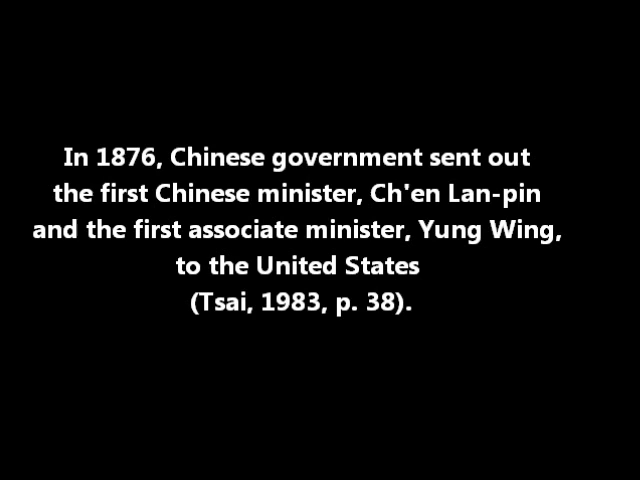 In 1876, Chinese government sent out
the first Chinese minister, Ch'en Lan-pin
and the first associate minister, Yung Wing,
to the United States
(Tsai, 1983, p. 38).